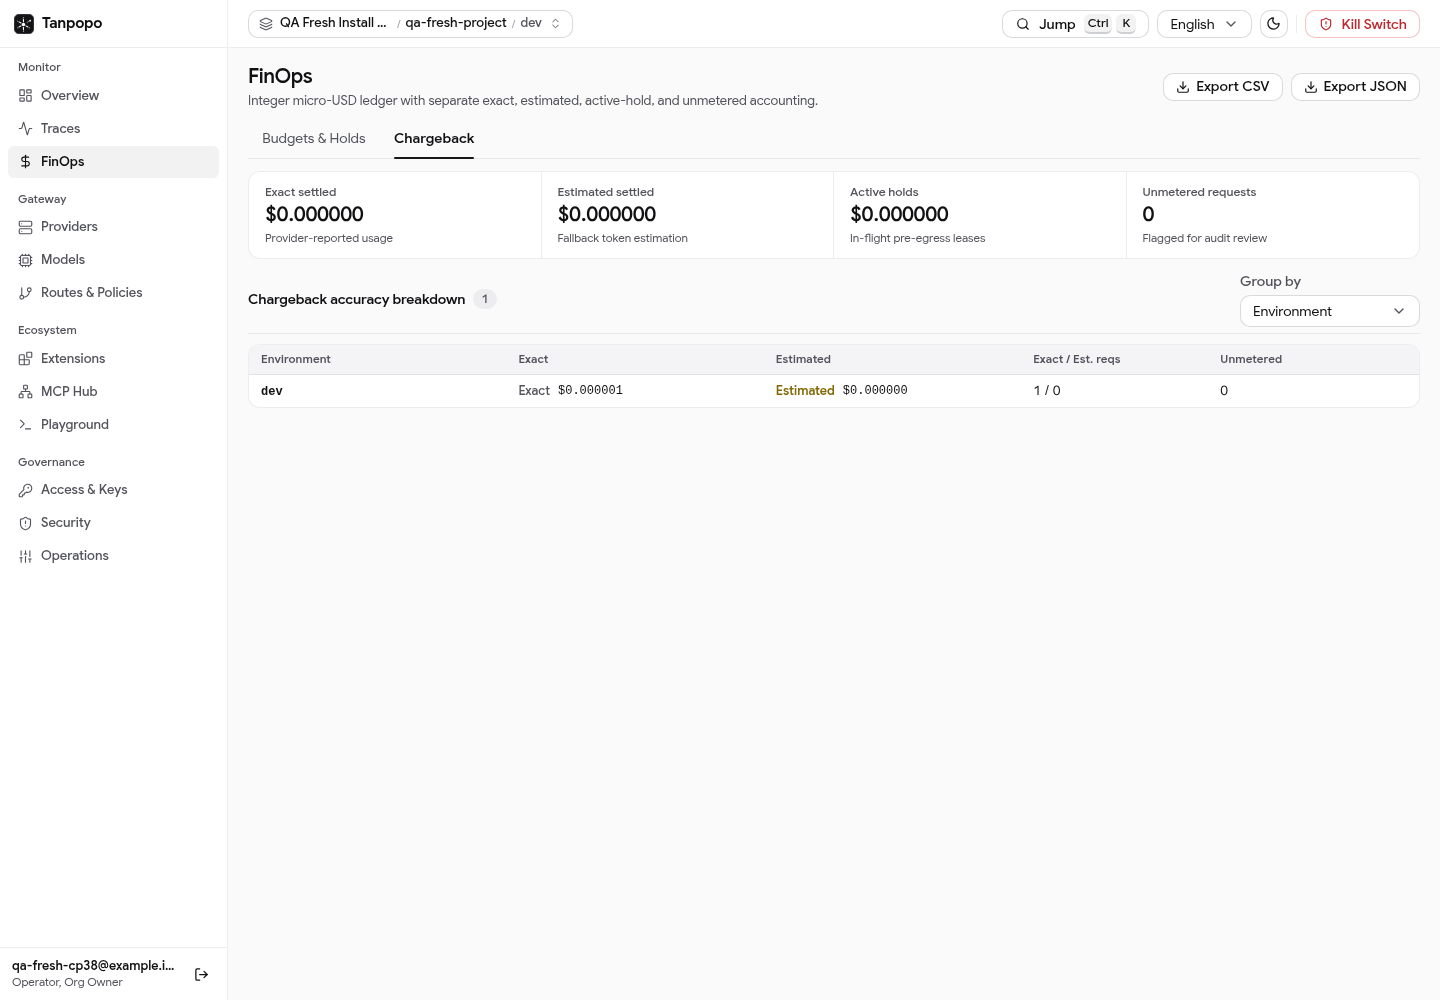 Tanpopo
QA Fresh Install ... / qa-fresh-project / dev
Jump Ctrl K
English
Kill Switch
Monitor
Overview
Traces
FinOps
Gateway
Providers
Models
Routes & Policies
Ecosystem
Extensions
MCP Hub
Playground
Governance
Access & Keys
Security
Operations
qa-fresh-cp38@example.i...
Operator, Org Owner
FinOps
Integer micro-USD ledger with separate exact, estimated, active-hold, and unmetered accounting.
Export CSV
Export JSON
Budgets & Holds
Chargeback
Exact settled
$0.000000
Provider-reported usage
Estimated settled
$0.000000
Fallback token estimation
Active holds
$0.000000
In-flight pre-egress leases
Unmetered requests
0
Flagged for audit review
Chargeback accuracy breakdown 1
Group by
Environment
Environment Exact Estimated Exact / Est. reqs Unmetered
dev Exact $0.000001 Estimated $0.000000 1 / 0 0